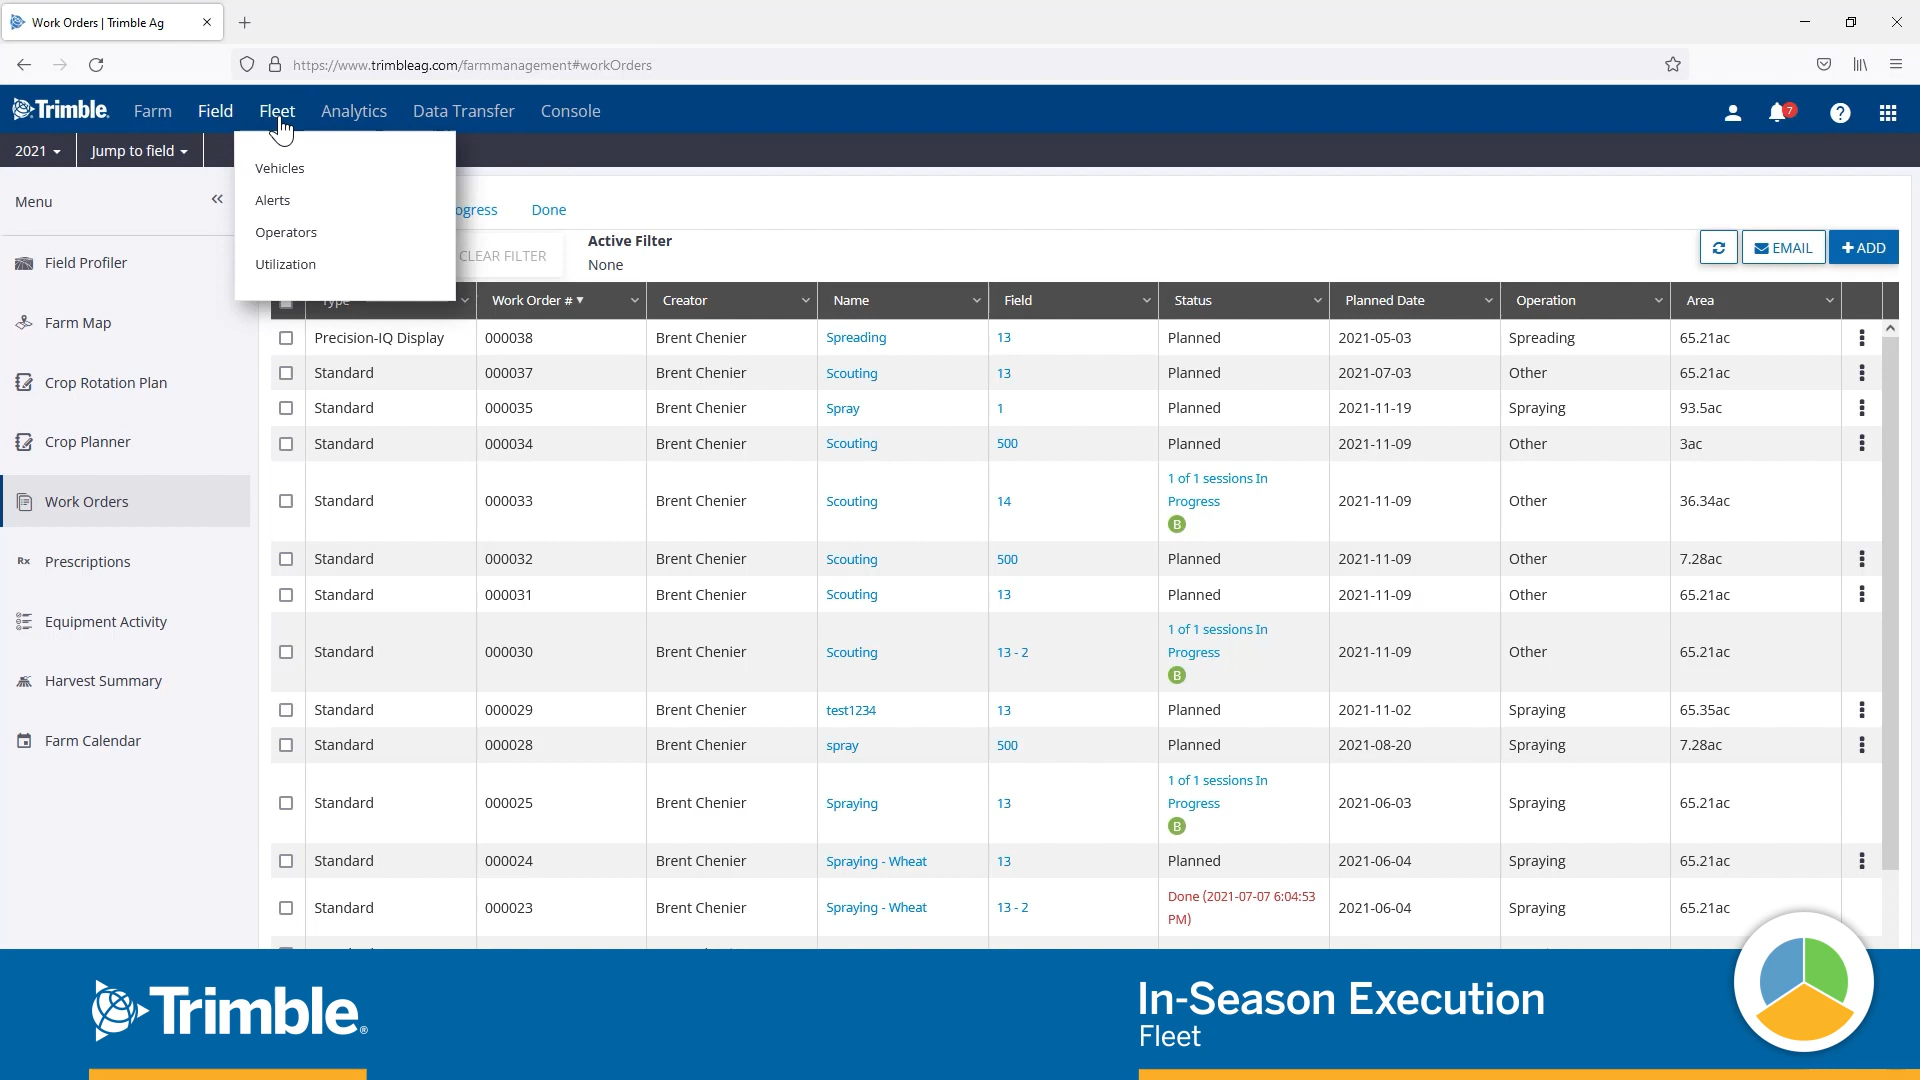 Work Orders | Trimble Ag
https://www.trimbleag.com/farmmanagement#workOrders
Trimble. Farm Field Fleet Analytics Data Transfer Console 7
2021 Jump to field
Menu
Vehicles
Alerts
Operators
Utilization
Field Profiler
Farm Map
Crop Rotation Plan
Crop Planner
Work Orders
Rx Prescriptions
Equipment Activity
Harvest Summary
Farm Calendar
ogress Done
CLEAR FILTER
Active Filter
None
EMAIL
+ ADD
Type Work Order # ▼ Creator Name Field Status Planned Date Operation Area
Precision-IQ Display 000038 Brent Chenier Spreading 13 Planned 2021-05-03 Spreading 65.21ac
Standard 000037 Brent Chenier Scouting 13 Planned 2021-07-03 Other 65.21ac
Standard 000035 Brent Chenier Spray 1 Planned 2021-11-19 Spraying 93.5ac
Standard 000034 Brent Chenier Scouting 500 Planned 2021-11-09 Other 3ac
Standard 000033 Brent Chenier Scouting 14 1 of 1 sessions In Progress B 2021-11-09 Other 36.34ac
Standard 000032 Brent Chenier Scouting 500 Planned 2021-11-09 Other 7.28ac
Standard 000031 Brent Chenier Scouting 13 Planned 2021-11-09 Other 65.21ac
Standard 000030 Brent Chenier Scouting 13 - 2 1 of 1 sessions In Progress B 2021-11-09 Other 65.21ac
Standard 000029 Brent Chenier test1234 13 Planned 2021-11-02 Spraying 65.35ac
Standard 000028 Brent Chenier spray 500 Planned 2021-08-20 Spraying 7.28ac
Standard 000025 Brent Chenier Spraying 13 1 of 1 sessions In Progress B 2021-06-03 Spraying 65.21ac
Standard 000024 Brent Chenier Spraying - Wheat 13 Planned 2021-06-04 Spraying 65.21ac
Standard 000023 Brent Chenier Spraying - Wheat 13 - 2 Done (2021-07-07 6:04:53 PM) 2021-06-04 Spraying 65.21ac
Trimble®
In-Season Execution
Fleet